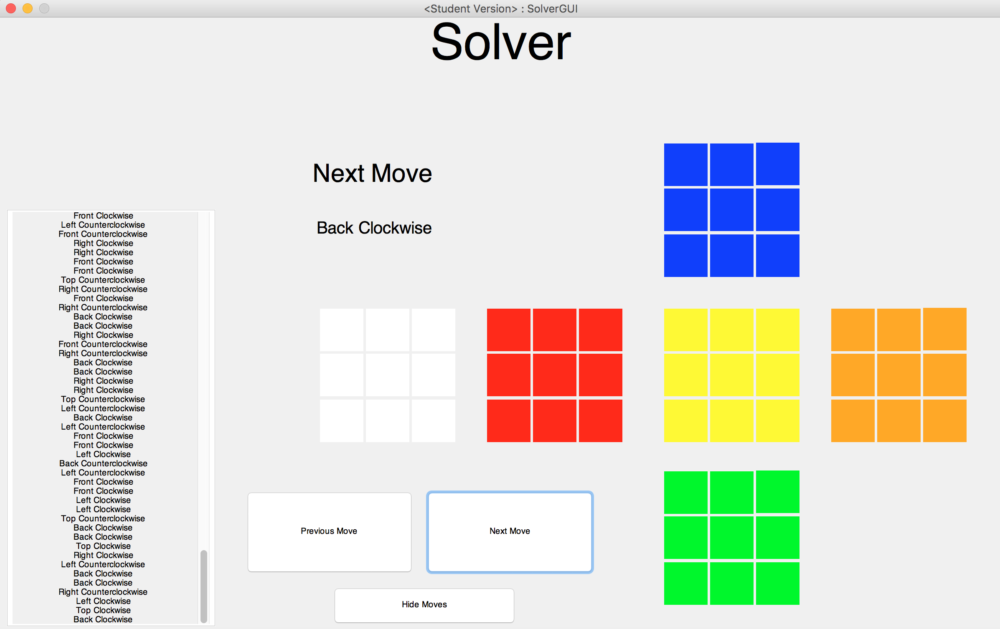 <Student Version> : SolverGUI
Solver
Next Move
Back Clockwise
Front Clockwise
Left Counterclockwise
Front Counterclockwise
Right Clockwise
Right Clockwise
Front Clockwise
Front Clockwise
Top Counterclockwise
Right Counterclockwise
Front Clockwise
Right Counterclockwise
Back Clockwise
Back Clockwise
Right Clockwise
Front Counterclockwise
Right Counterclockwise
Back Clockwise
Back Clockwise
Right Clockwise
Right Clockwise
Top Counterclockwise
Left Counterclockwise
Back Clockwise
Left Counterclockwise
Front Clockwise
Front Clockwise
Left Clockwise
Back Counterclockwise
Left Counterclockwise
Front Clockwise
Front Clockwise
Left Clockwise
Left Clockwise
Top Counterclockwise
Back Clockwise
Back Clockwise
Top Clockwise
Right Clockwise
Left Counterclockwise
Back Clockwise
Back Clockwise
Right Counterclockwise
Left Clockwise
Top Clockwise
Back Clockwise
Previous Move
Next Move
Hide Moves